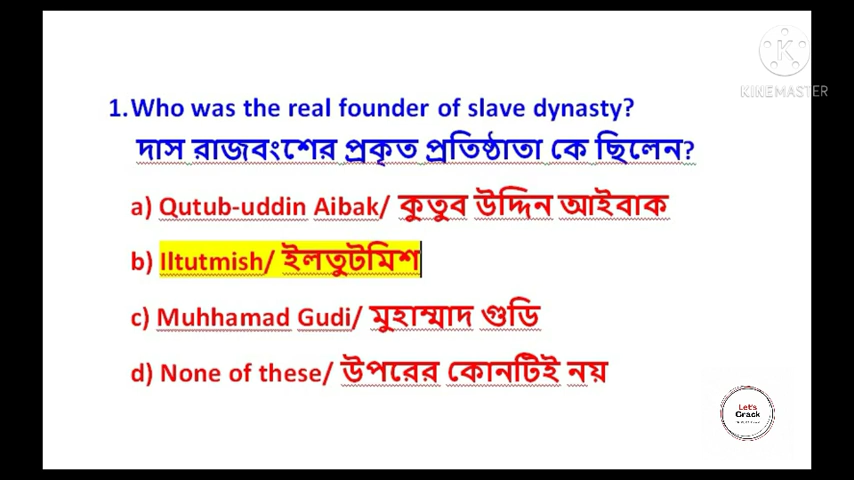 KINEMASTER
1.Who was the real founder of slave dynasty?
দাস রাজবংশের প্রকৃত প্রতিষ্ঠাতা কে ছিলেন?
a) Qutub-uddin Aibak/ কুতুব উদ্দিন আইবাক
b) Iltutmish/ ইলতুটমিশ
c) Muhhamad Gudi/ মুহাম্মাদ গুডি
d) None of these/ উপরের কোনটিই নয়
Let's
Crack